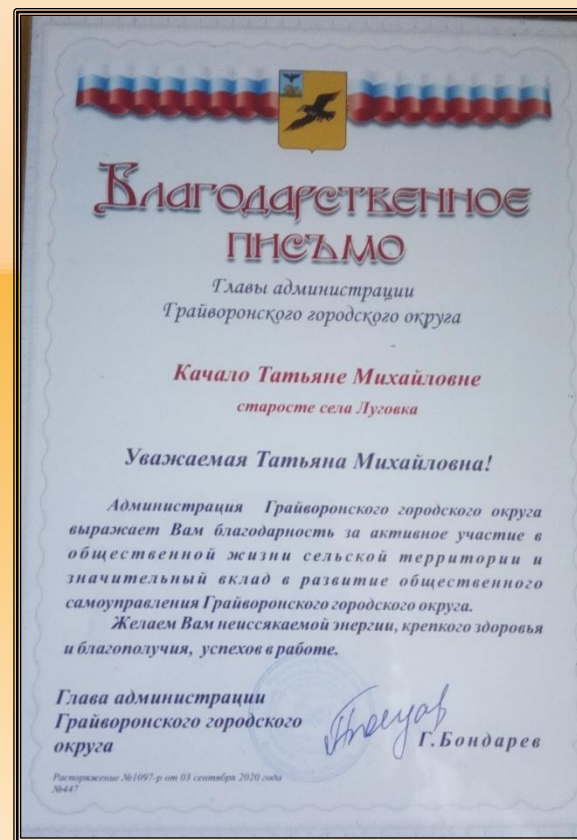 Благодарственное
письмо
Главы администрации
Грайворонского городского округа
Качало Татьяне Михайловне
старосте села Луговка
Уважаемая Татьяна Михайловна!
Администрация Грайворонского городского округа
выражает Вам благодарность за активное участие в
общественной жизни сельской территории и
значительный вклад в развитие общественного
самоуправления Грайворонского городского округа.
Желаем Вам неиссякаемой энергии, крепкого здоровья
и благополучия, успехов в работе.
Глава администрации
Грайворонского городского
округа
Г.Бондарев
Распоряжение №1097-р от 03 сентября 2020 года
№447